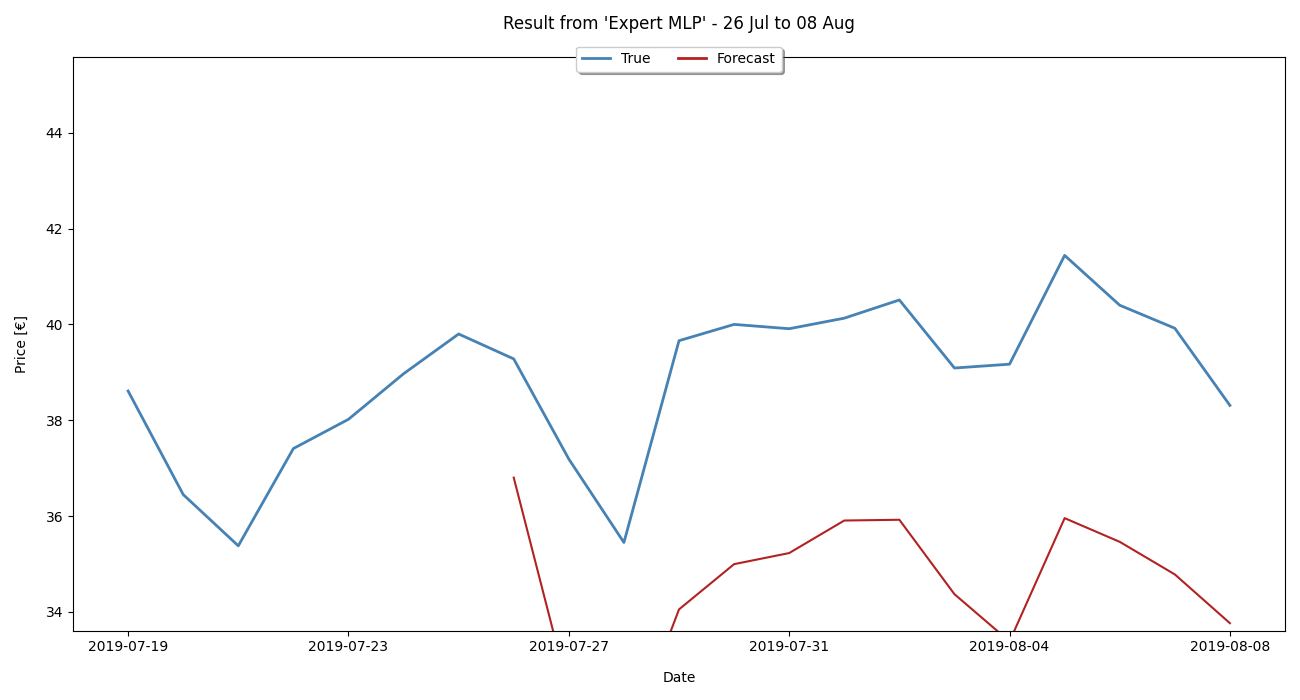 Result from 'Expert MLP' - 26 Jul to 08 Aug
True Forecast
44
42
40
38
36
34
Price [€]
2019-07-19 2019-07-23 2019-07-27 2019-07-31 2019-08-04 2019-08-08
Date